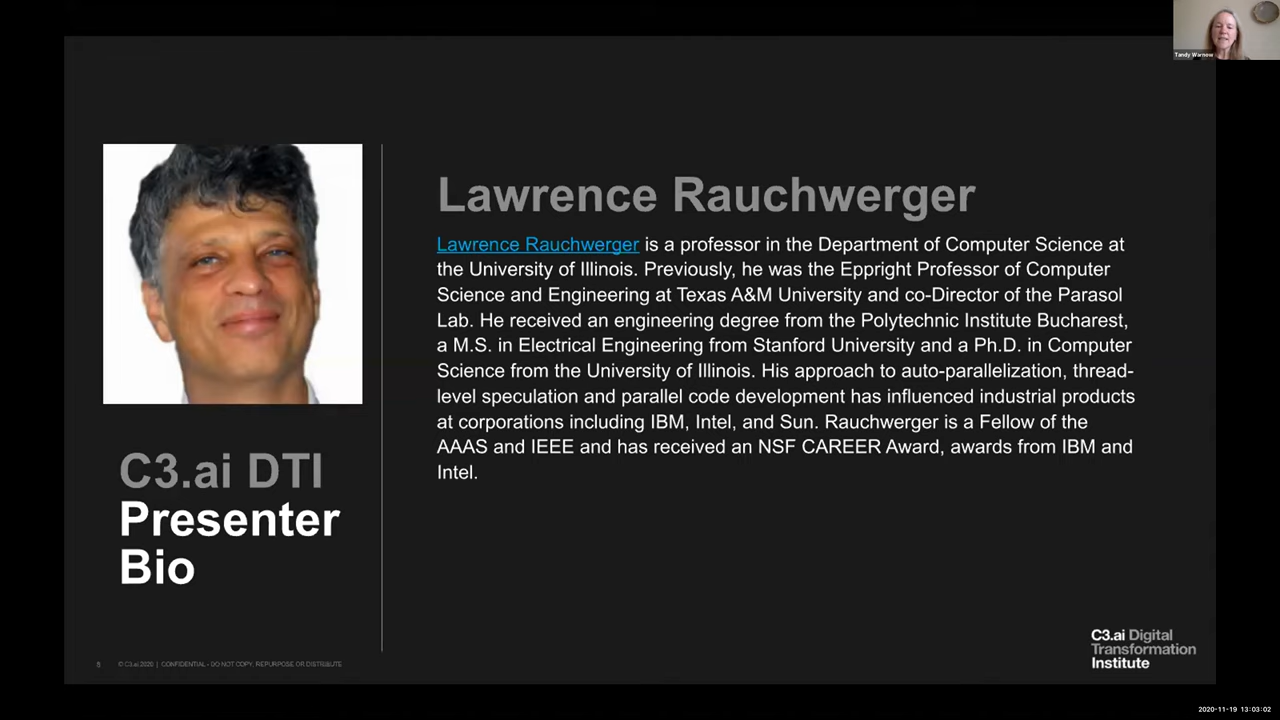 Tandy Warnow
Lawrence Rauchwerger
Lawrence Rauchwerger is a professor in the Department of Computer Science at
the University of Illinois. Previously, he was the Eppright Professor of Computer
Science and Engineering at Texas A&M University and co-Director of the Parasol
Lab. He received an engineering degree from the Polytechnic Institute Bucharest,
a M.S. in Electrical Engineering from Stanford University and a Ph.D. in Computer
Science from the University of Illinois. His approach to auto-parallelization, thread-
level speculation and parallel code development has influenced industrial products
at corporations including IBM, Intel, and Sun. Rauchwerger is a Fellow of the
AAAS and IEEE and has received an NSF CAREER Award, awards from IBM and
Intel.
C3.ai DTI
Presenter
Bio
C3.ai Digital
Transformation
Institute
8 © C3.ai 2020 | CONFIDENTIAL - DO NOT COPY, REPURPOSE OR DISTRIBUTE
2020-11-19 13:03:02